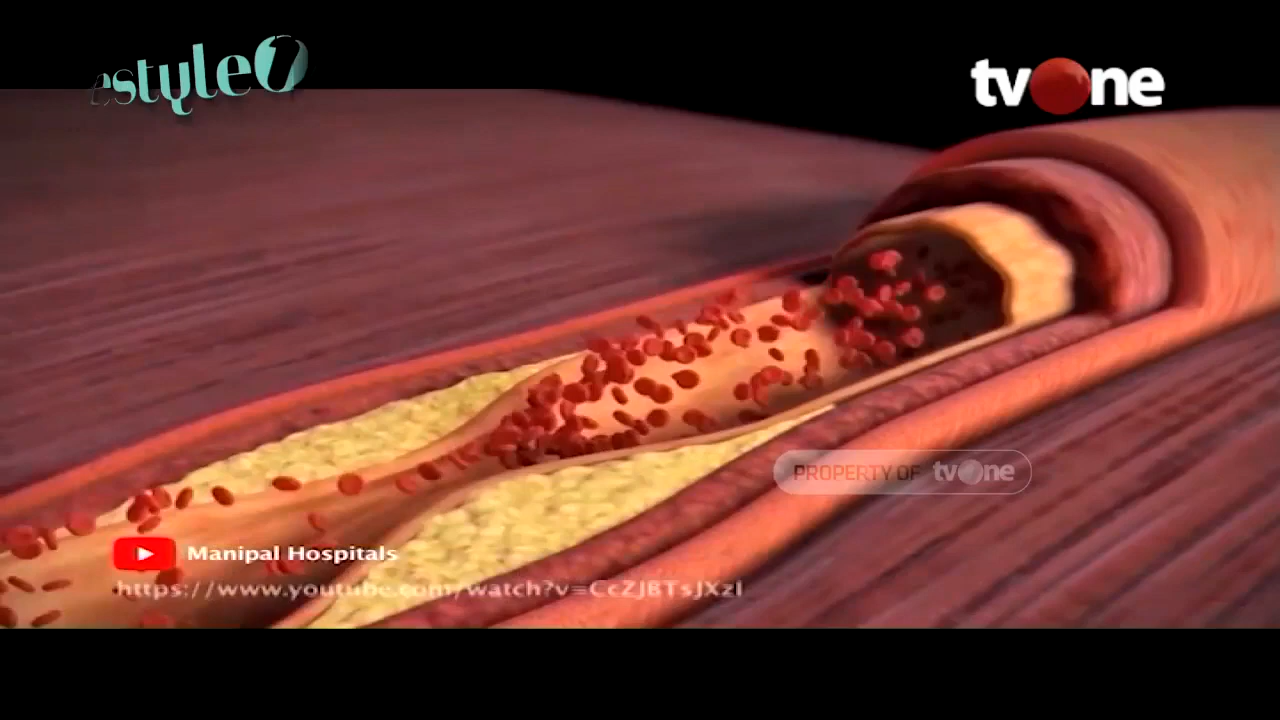 estyle
tvOne
PROPERTY OF tvOne
Manipal Hospitals
https://www.youtube.com/watch?v=CcZJBTsJXzI